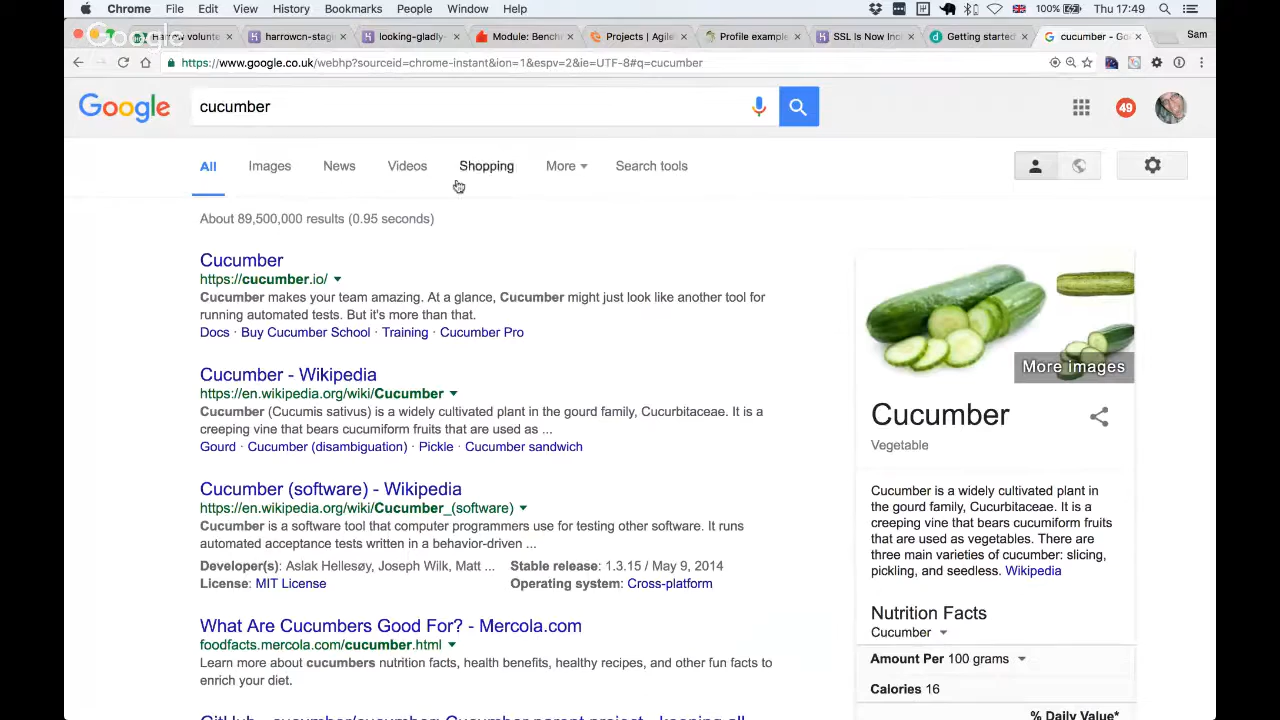 Chrome File Edit View History Bookmarks People Window Help 100% Thu 17:49
Google
volunte harrowcn-stag looking-gladly- Module: Bench Projects | Agile Profile example SSL Is Now Inc Getting started cucumber - Go Sam
https://www.google.co.uk/webhp?sourceid=chrome-instant&ion=1&espv=2&ie=UTF-8#q=cucumber
Google cucumber 49
All Images News Videos Shopping More Search tools
About 89,500,000 results (0.95 seconds)
Cucumber
https://cucumber.io/
Cucumber makes your team amazing. At a glance, Cucumber might just look like another tool for
running automated tests. But it's more than that.
Docs · Buy Cucumber School · Training · Cucumber Pro
Cucumber - Wikipedia
https://en.wikipedia.org/wiki/Cucumber
Cucumber (Cucumis sativus) is a widely cultivated plant in the gourd family, Cucurbitaceae. It is a
creeping vine that bears cucumiform fruits that are used as ...
Gourd · Cucumber (disambiguation) · Pickle · Cucumber sandwich
Cucumber (software) - Wikipedia
https://en.wikipedia.org/wiki/Cucumber_(software)
Cucumber is a software tool that computer programmers use for testing other software. It runs
automated acceptance tests written in a behavior-driven ...
Developer(s): Aslak Hellesøy, Joseph Wilk, Matt ... Stable release: 1.3.15 / May 9, 2014
License: MIT License Operating system: Cross-platform
What Are Cucumbers Good For? - Mercola.com
foodfacts.mercola.com/cucumber.html
Learn more about cucumbers nutrition facts, health benefits, healthy recipes, and other fun facts to
enrich your diet.
GitHub - cucumber/cucumber: Cucumber parent project - keeping all
More images
Cucumber
Vegetable
Cucumber is a widely cultivated plant in
the gourd family, Cucurbitaceae. It is a
creeping vine that bears cucumiform fruits
that are used as vegetables. There are
three main varieties of cucumber: slicing,
pickling, and seedless. Wikipedia
Nutrition Facts
Cucumber
Amount Per 100 grams
Calories 16
% Daily Value*